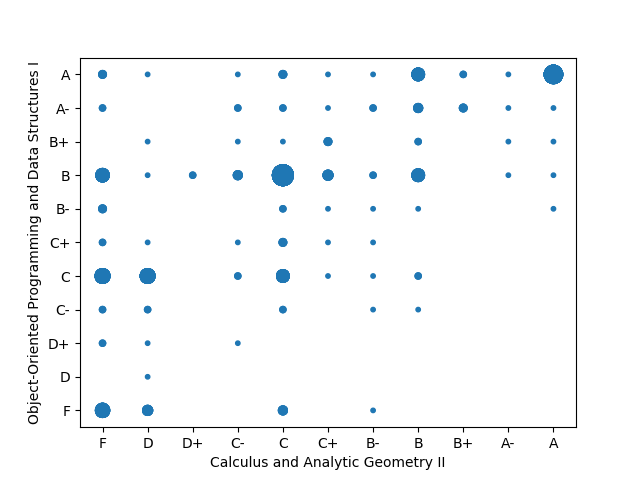 Object-Oriented Programming and Data Structures I
A
A-
B+
B
B-
C+
C
C-
D+
D
F
F D D+ C- C C+ B- B B+ A- A
Calculus and Analytic Geometry II